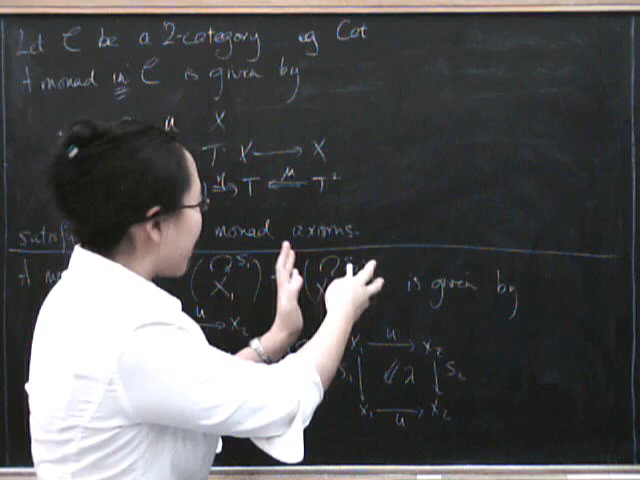 Let C be a 2-category eg Cat
A monad in C is given by
X
T: X → X
1 ⇒ T ⇐ T²
η μ
monad axioms.
A (S₁ X₁) → is given by
u → X₂
X₁ u → X₂
S₁ ⇙ λ S₂
X₁ u → X₂